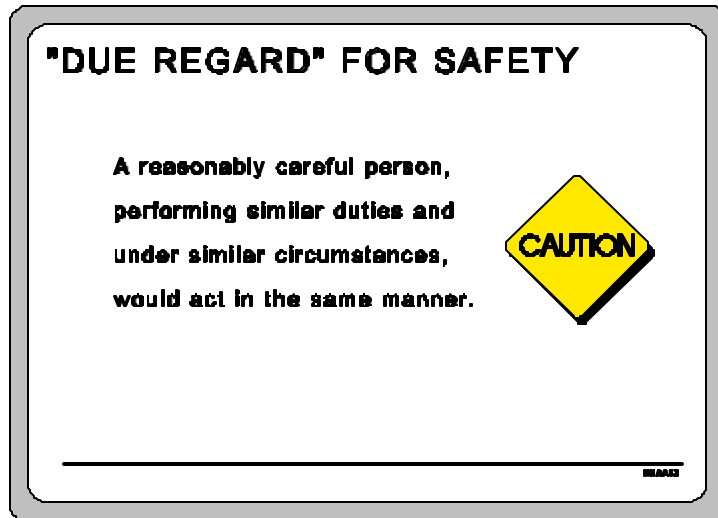 "DUE REGARD" FOR SAFETY
A reasonably careful person,
performing similar duties and
under similar circumstances,
would act in the same manner.
CAUTION